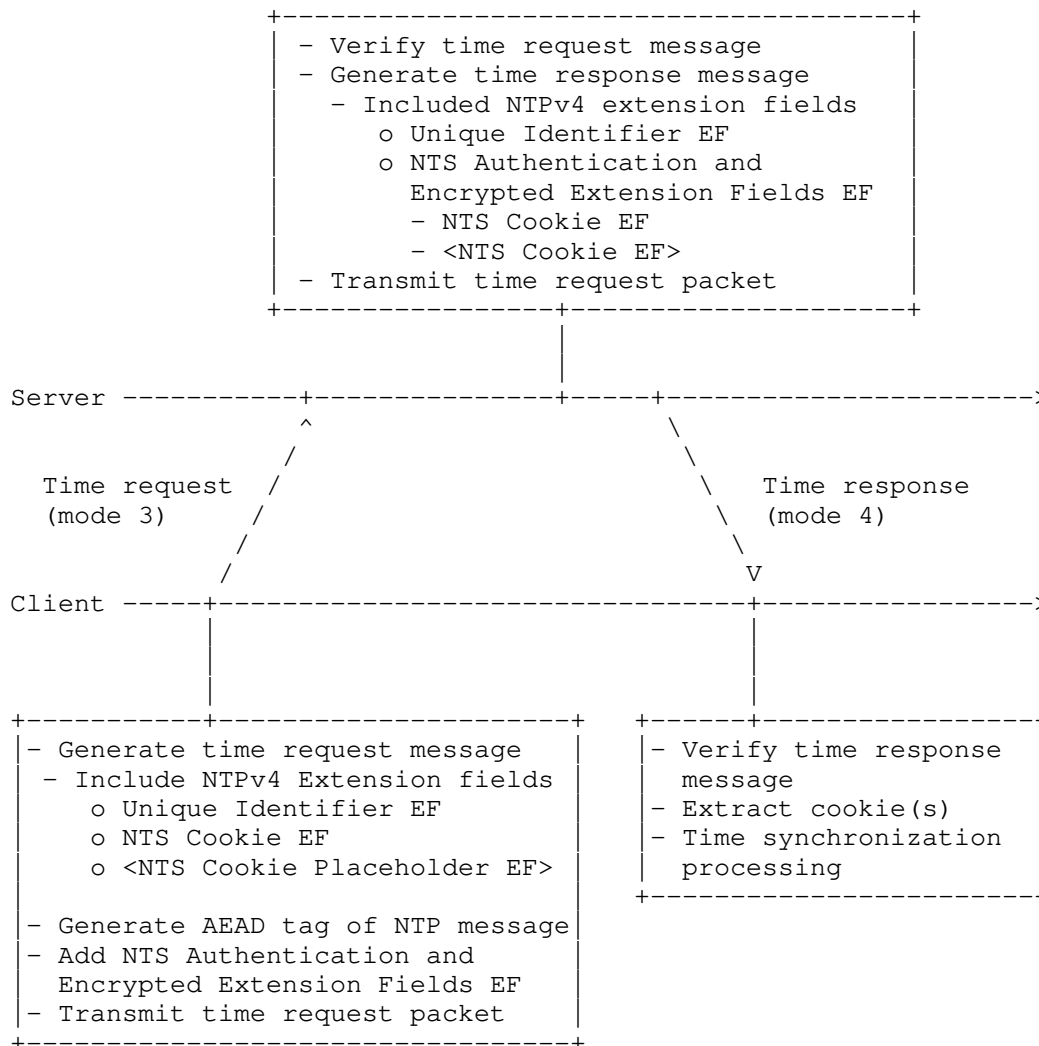 - Verify time request message
- Generate time response message
- Included NTPv4 extension fields
o Unique Identifier EF
o NTS Authentication and
Encrypted Extension Fields EF
- NTS Cookie EF
- <NTS Cookie EF>
- Transmit time request packet
Server
Time request
(mode 3)
Time response
(mode 4)
Client
- Generate time request message
- Include NTPv4 Extension fields
o Unique Identifier EF
o NTS Cookie EF
o <NTS Cookie Placeholder EF>
- Generate AEAD tag of NTP message
- Add NTS Authentication and
Encrypted Extension Fields EF
- Transmit time request packet
- Verify time response
message
- Extract cookie(s)
- Time synchronization
processing